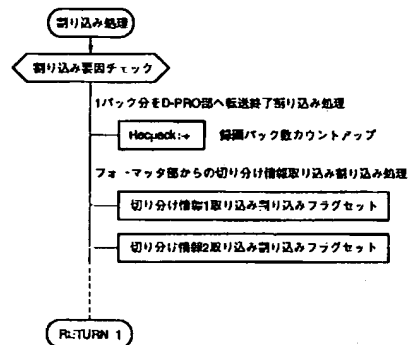 割り込み処理
割り込み要因チェック
1パック分をD-PRO部へ転送終了割り込み処理
Recpack:+ 録画パック数カウントアップ
フォーマッタ部からの切り分け情報取り込み割り込み処理
切り分け情報1取り込み割り込みフラグセット
切り分け情報2取り込み割り込みフラグセット
RETURN 1